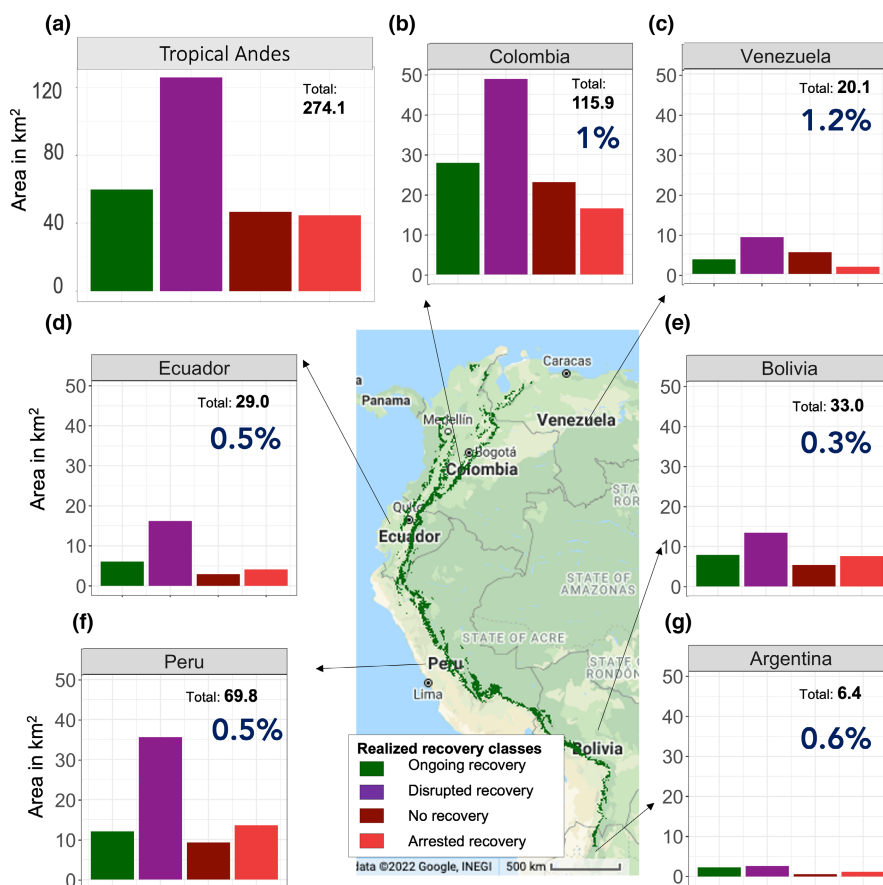 (a)
Tropical Andes
Total:
274.1
Area in km²
120
80
40
0
(b)
Colombia
Total:
115.9
1%
50
40
30
20
10
0
(c)
Venezuela
Total: 20.1
1.2%
50
40
30
20
10
0
(d)
Ecuador
Total: 29.0
0.5%
Area in km²
50
40
30
20
10
0
(e)
Bolivia
Total: 33.0
0.3%
50
40
30
20
10
0
(f)
Peru
Total: 69.8
0.5%
Area in km²
50
40
30
20
10
0
(g)
Argentina
Total: 6.4
0.6%
50
40
30
20
10
0
Caracas
a
Panama
Medellín
Venezuela
Bogotá
Colombia
STA
ROR
Quito
Ecuador
STATE OF
AMAZONAS
STATE OF ACRE
Peru
STATE O
RONDÔN
Lima
Bolivia
Realized recovery classes
Ongoing recovery
Disrupted recovery
No recovery
Arrested recovery
data ©2022 Google, INEGI
500 km